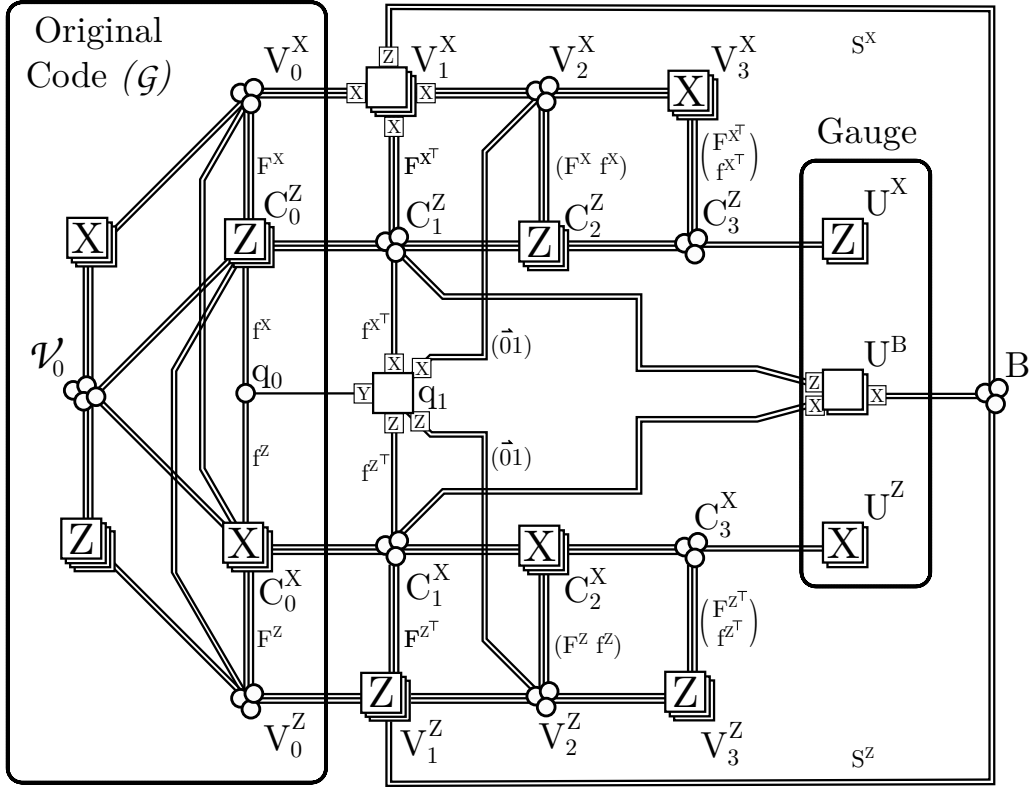 Original
Code (𝒢)
V₀ˣ
V₁ˣ
V₂ˣ
V₃ˣ
Sˣ
Z
X
X
X
X
Gauge
Fˣ
Fˣᵀ
(Fˣ fˣ)
(Fˣᵀ
fˣᵀ)
X
C₀ᶻ
C₁ᶻ
C₂ᶻ
C₃ᶻ
Uˣ
Z
Z
Z
fˣ
fˣᵀ
(0⃗1)
𝒱₀
q₀
X
X
Y
q₁
Z
Z
Uᴮ
Z
X
X
B
fᶻ
fᶻᵀ
(0⃗1)
Z
X
X
C₃ˣ
Uᶻ
X
C₀ˣ
C₁ˣ
C₂ˣ
Fᶻ
Fᶻᵀ
(Fᶻ fᶻ)
(Fᶻᵀ
fᶻᵀ)
Z
Z
V₀ᶻ
V₁ᶻ
V₂ᶻ
V₃ᶻ
Sᶻ